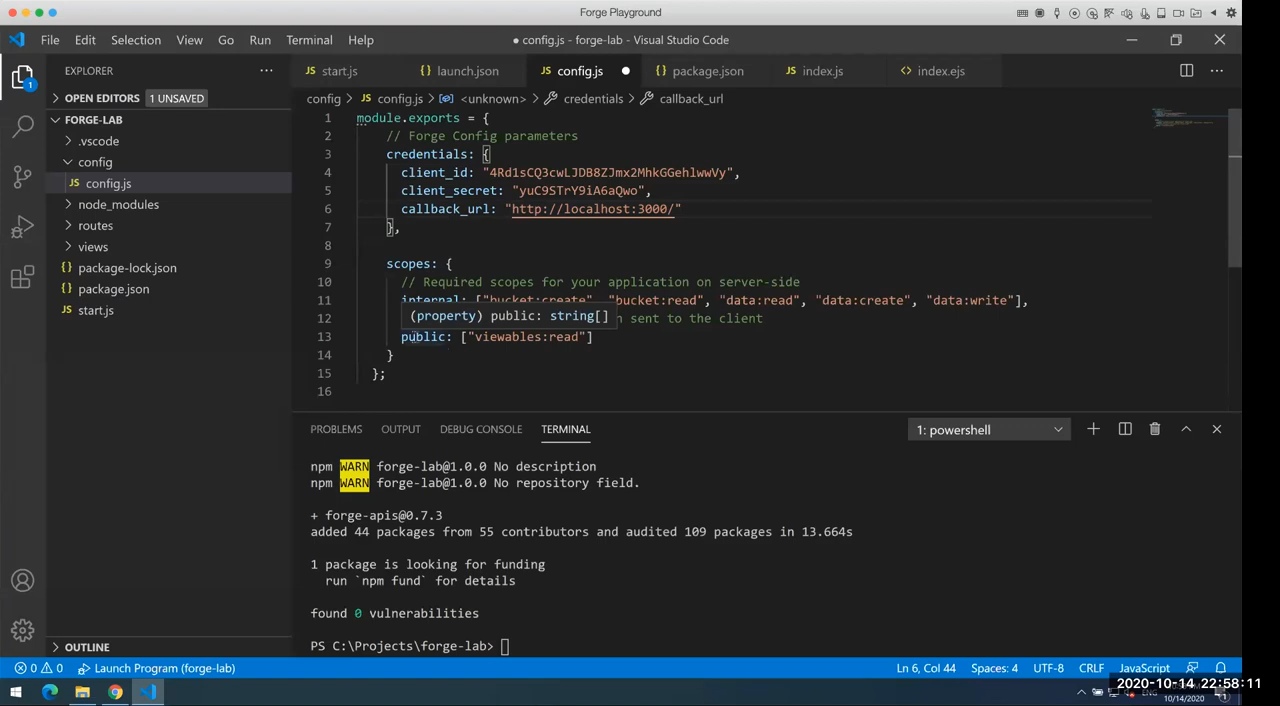 Forge Playground
File Edit Selection View Go Run Terminal Help
● config.js - forge-lab - Visual Studio Code
EXPLORER
JS start.js
{} launch.json
JS config.js
{} package.json
JS index.js
<> index.ejs
OPEN EDITORS 1 UNSAVED
config > JS config.js > <unknown> > credentials > callback_url
FORGE-LAB
.vscode
config
JS config.js
node_modules
routes
views
{} package-lock.json
{} package.json
JS start.js
OUTLINE
1
1 module.exports = {
2 // Forge Config parameters
3 credentials: {
4 client_id: "4Rd1sCQ3cwLJDB8ZJmx2MhkGGehlwwVy",
5 client_secret: "yuC9STrY9iA6aQwo",
6 callback_url: "http://localhost:3000/"
7 },
8
9 scopes: {
10 // Required scopes for your application on server-side
11 internal: ["bucket:create", "bucket:read", "data:read", "data:create", "data:write"],
(property) public: string[]
12 n sent to the client
13 public: ["viewables:read"]
14 }
15 };
16
PROBLEMS OUTPUT DEBUG CONSOLE TERMINAL
1: powershell
npm WARN forge-lab@1.0.0 No description
npm WARN forge-lab@1.0.0 No repository field.
+ forge-apis@0.7.3
added 44 packages from 55 contributors and audited 109 packages in 13.664s
1 package is looking for funding
run `npm fund` for details
found 0 vulnerabilities
PS C:\Projects\forge-lab>
0 0 Launch Program (forge-lab)
Ln 6, Col 44 Spaces: 4 UTF-8 CRLF JavaScript
2020-10-14 22:58:11
ENG
10/14/2020